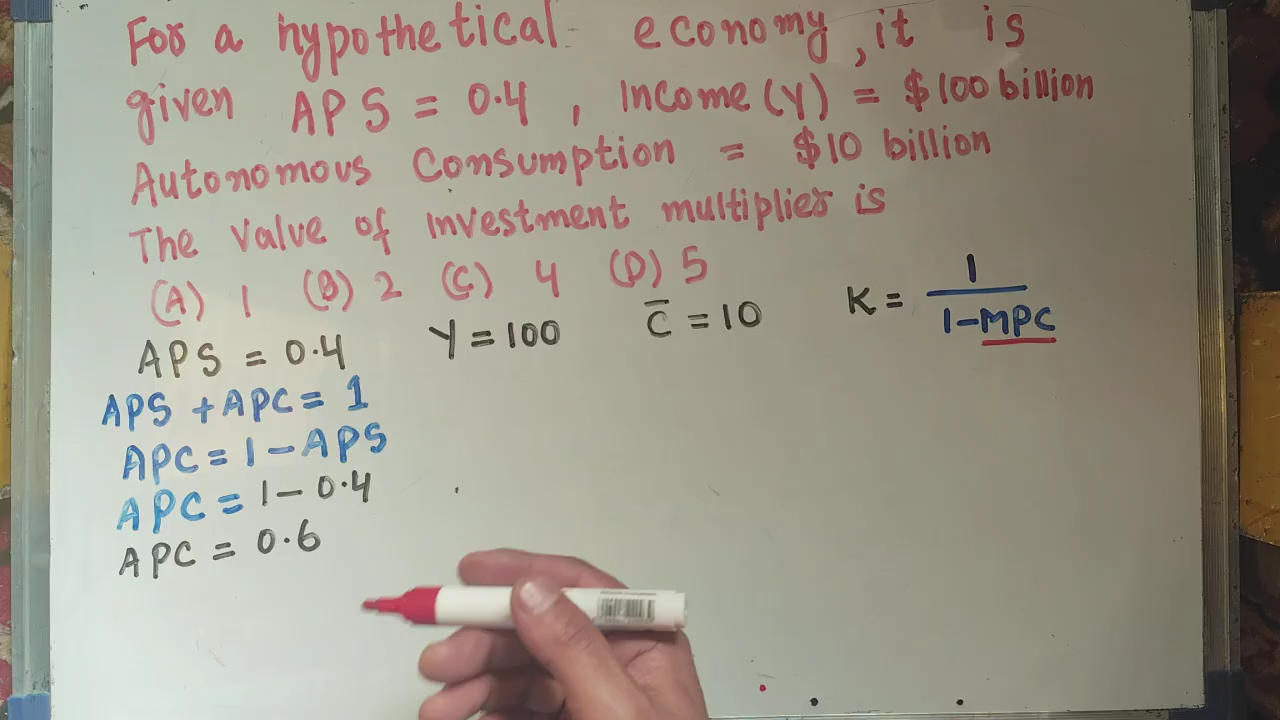 For a hypothetical economy, it is
given APS = 0.4, Income (Y) = $100 billion
Autonomous Consumption = $10 billion
The Value of investment multiplier is
(A) 1 (B) 2 (C) 4 (D) 5
APS = 0.4 Y = 100 C̅ = 10 K = 1 / 1-MPC
APS + APC = 1
APC = 1 - APS
APC = 1 - 0.4
APC = 0.6